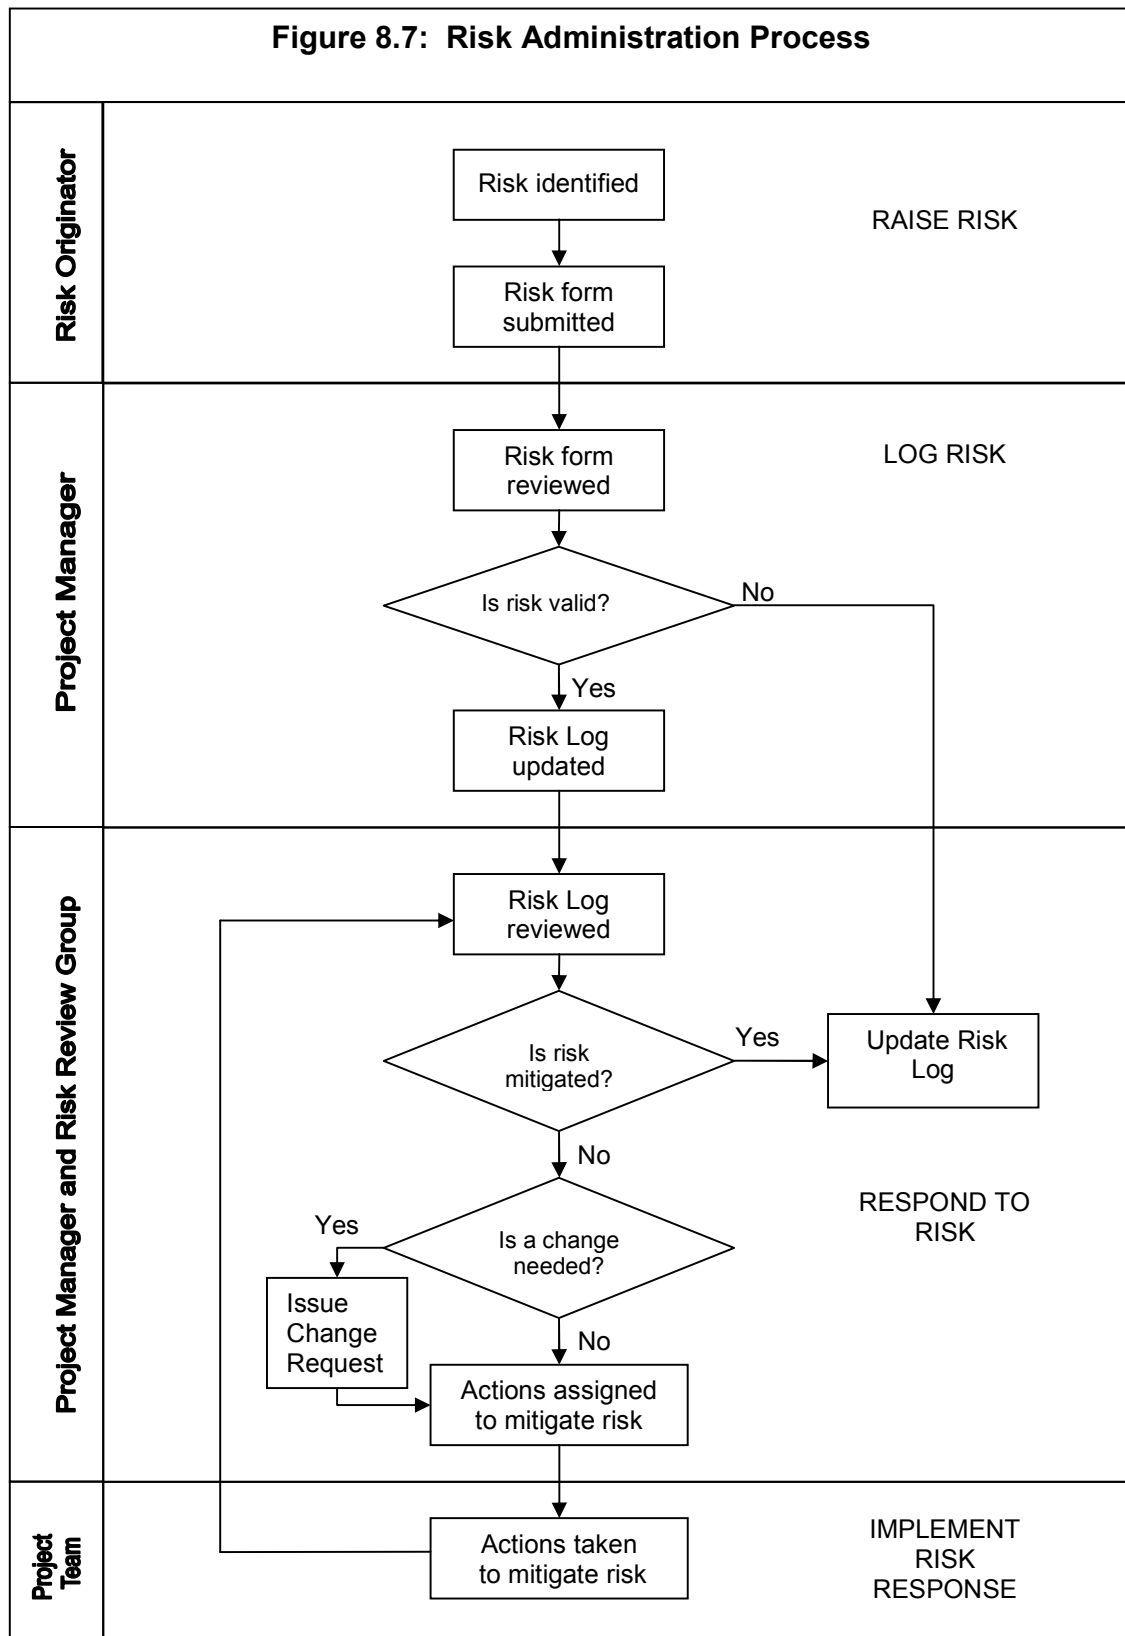 Figure 8.7:  Risk Administration Process
Risk Originator
Risk identified
RAISE RISK
Risk form
submitted
Project Manager
Risk form
reviewed
LOG RISK
Is risk valid?
No
Yes
Risk Log
updated
Project Manager and Risk Review Group
Risk Log
reviewed
Is risk
mitigated?
Yes
Update Risk
Log
No
RESPOND TO
RISK
Is a change
needed?
Yes
Issue
Change
Request
No
Actions assigned
to mitigate risk
Project
Team
Actions taken
to mitigate risk
IMPLEMENT
RISK
RESPONSE